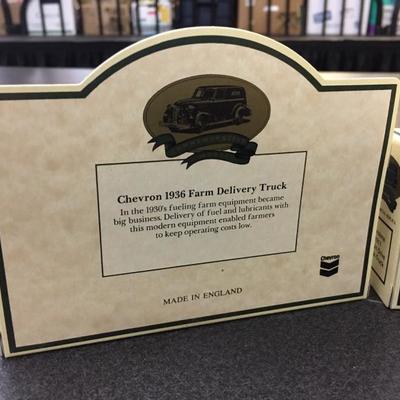 Chevron 1936 Farm Delivery Truck
In the 1930's fueling farm equipment became
big business. Delivery of fuel and lubricants with
this modern equipment enabled farmers
to keep operating costs low.
Chevron
MADE IN ENGLAND